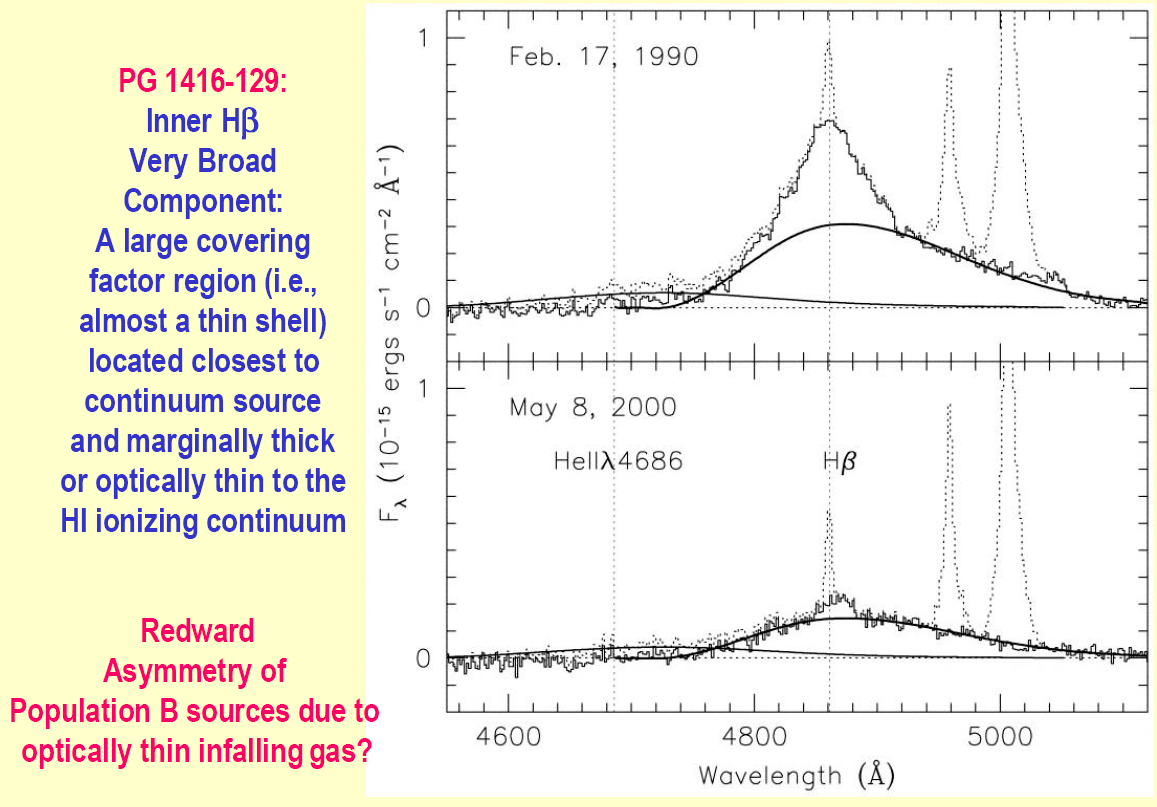 PG 1416-129:
Inner Hβ
Very Broad
Component:
A large covering
factor region (i.e.,
almost a thin shell)
located closest to
continuum source
and marginally thick
or optically thin to the
HI ionizing continuum
Redward
Asymmetry of
Population B sources due to
optically thin infalling gas?
F_λ (10⁻¹⁵ ergs s⁻¹ cm⁻² Å⁻¹)
1
Feb. 17, 1990
0
1
May 8, 2000
HeIIλ4686
Hβ
0
4600
4800
5000
Wavelength (Å)